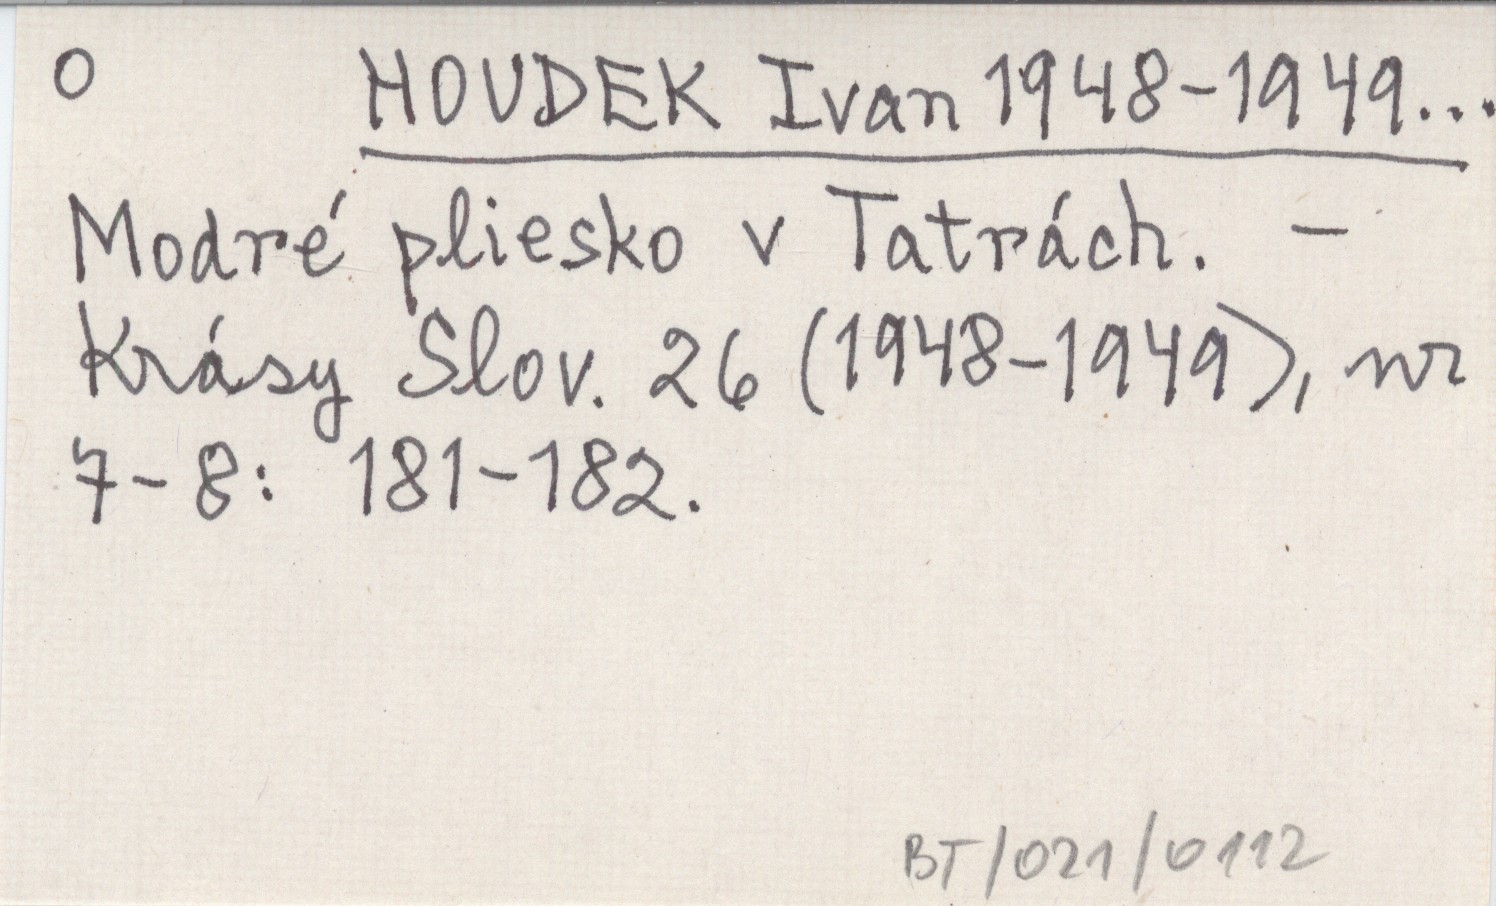 O HOUDEK Ivan 1948-1949...
Modré pliesko v Tatrách. -
Krásy Slov. 26 (1948-1949), nr
7-8: 181-182.
BT/021/0112